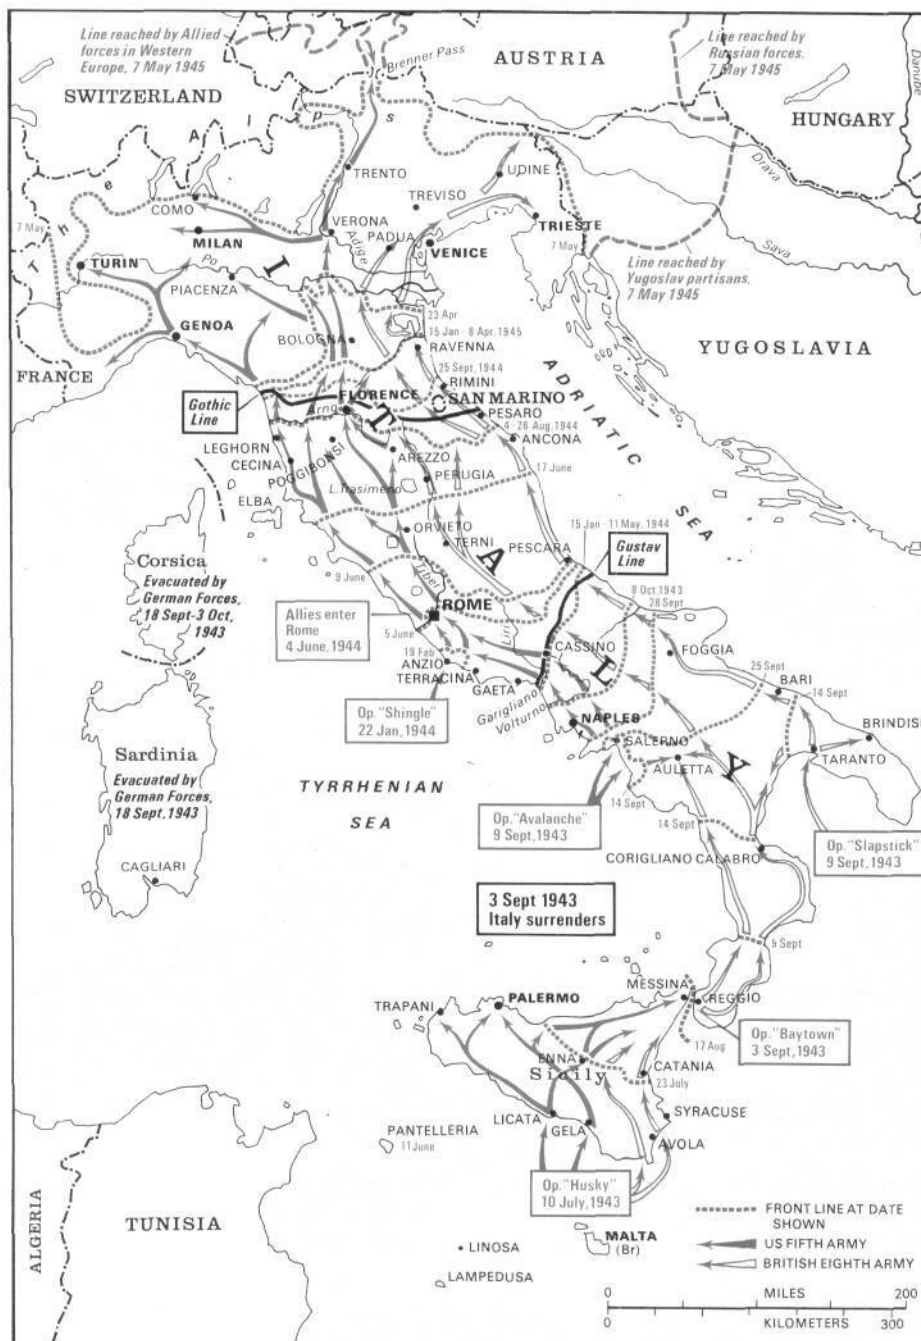 Line reached by Allied
forces in Western
Europe, 7 May 1945
Brenner Pass
AUSTRIA
Line reached by
Russian forces,
7 May 1945
Danube
SWITZERLAND
HUNGARY
The Alps
Drava
TRENTO
UDINE
TREVISO
COMO
7 May
VERONA
TRIESTE
MILAN
PADUA
VENICE
7 May
Sava
Adige
TURIN
Po
PIACENZA
Line reached by
Yugoslav partisans,
7 May 1945
23 Apr
GENOA
15 Jan - 8 Apr, 1945
BOLOGNA
RAVENNA
YUGOSLAVIA
25 Sept, 1944
FRANCE
RIMINI
FLORENCE
SAN MARINO
Gothic
Line
Arno
PESARO
4 - 26 Aug, 1944
ADRIATIC
SEA
ANCONA
LEGHORN
CECINA
POGGIBONSI
AREZZO
17 June
PERUGIA
L.Trasimeno
ELBA
ORVIETO
15 Jan - 11 May, 1944
TERNI
PESCARA
Gustav
Line
Corsica
Evacuated by
German Forces,
18 Sept-3 Oct,
1943
9 June
Tiber
8 Oct, 1943
28 Sept
ROME
Allies enter
Rome
4 June, 1944
5 June
Liri
CASSINO
FOGGIA
19 Feb
ANZIO
TERRACINA
25 Sept
GAETA
BARI
Garigliano
Volturno
14 Sept
Op. "Shingle"
22 Jan, 1944
NAPLES
BRINDISI
SALERNO
Sardinia
AULETTA
TARANTO
Evacuated by
German Forces,
18 Sept, 1943
ITALY
TYRRHENIAN
SEA
14 Sept
Op. "Avalanche"
9 Sept, 1943
14 Sept
Op. "Slapstick"
9 Sept, 1943
CORIGLIANO CALABRO
CAGLIARI
3 Sept 1943
Italy surrenders
9 Sept
MESSINA
REGGIO
TRAPANI
PALERMO
Op. "Baytown"
3 Sept, 1943
17 Aug
ENNA
Sicily
CATANIA
23 July
LICATA
GELA
SYRACUSE
PANTELLERIA
11 June
AVOLA
Op. "Husky"
10 July, 1943
ALGERIA
TUNISIA
MALTA
(Br)
LINOSA
LAMPEDUSA
FRONT LINE AT DATE
SHOWN
US FIFTH ARMY
BRITISH EIGHTH ARMY
0 MILES 200
0 KILOMETERS 300